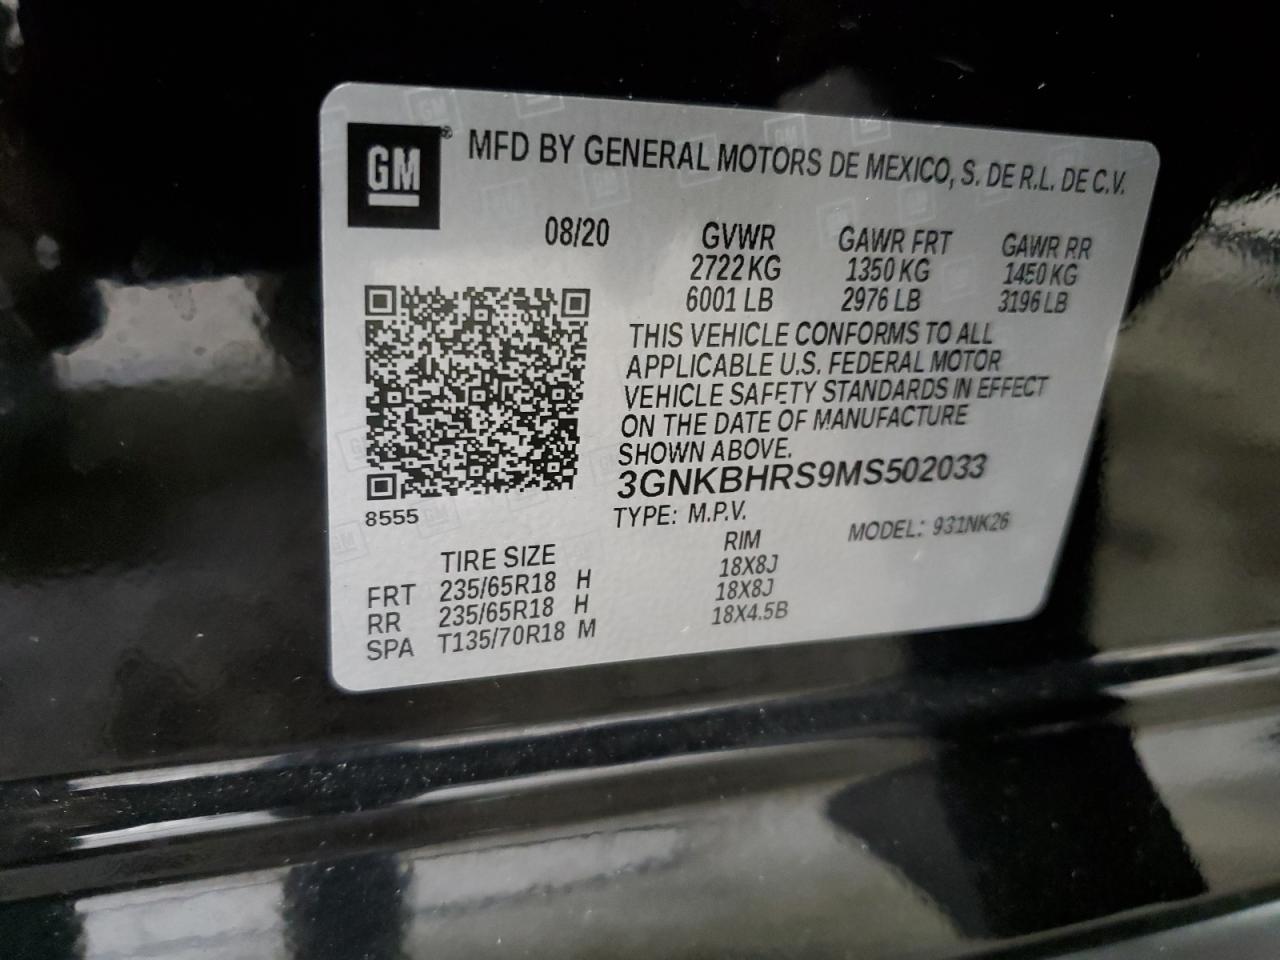 GM® MFD BY GENERAL MOTORS DE MEXICO, S. DE R.L. DE C.V.
08/20 GVWR GAWR FRT GAWR RR
2722 KG 1350 KG 1450 KG
6001 LB 2976 LB 3196 LB
THIS VEHICLE CONFORMS TO ALL
APPLICABLE U.S. FEDERAL MOTOR
VEHICLE SAFETY STANDARDS IN EFFECT
ON THE DATE OF MANUFACTURE
SHOWN ABOVE.
3GNKBHRS9MS502033
8555 TYPE: M.P.V. MODEL: 931NK26
TIRE SIZE RIM
FRT 235/65R18 H 18X8J
RR 235/65R18 H 18X8J
SPA T135/70R18 M 18X4.5B